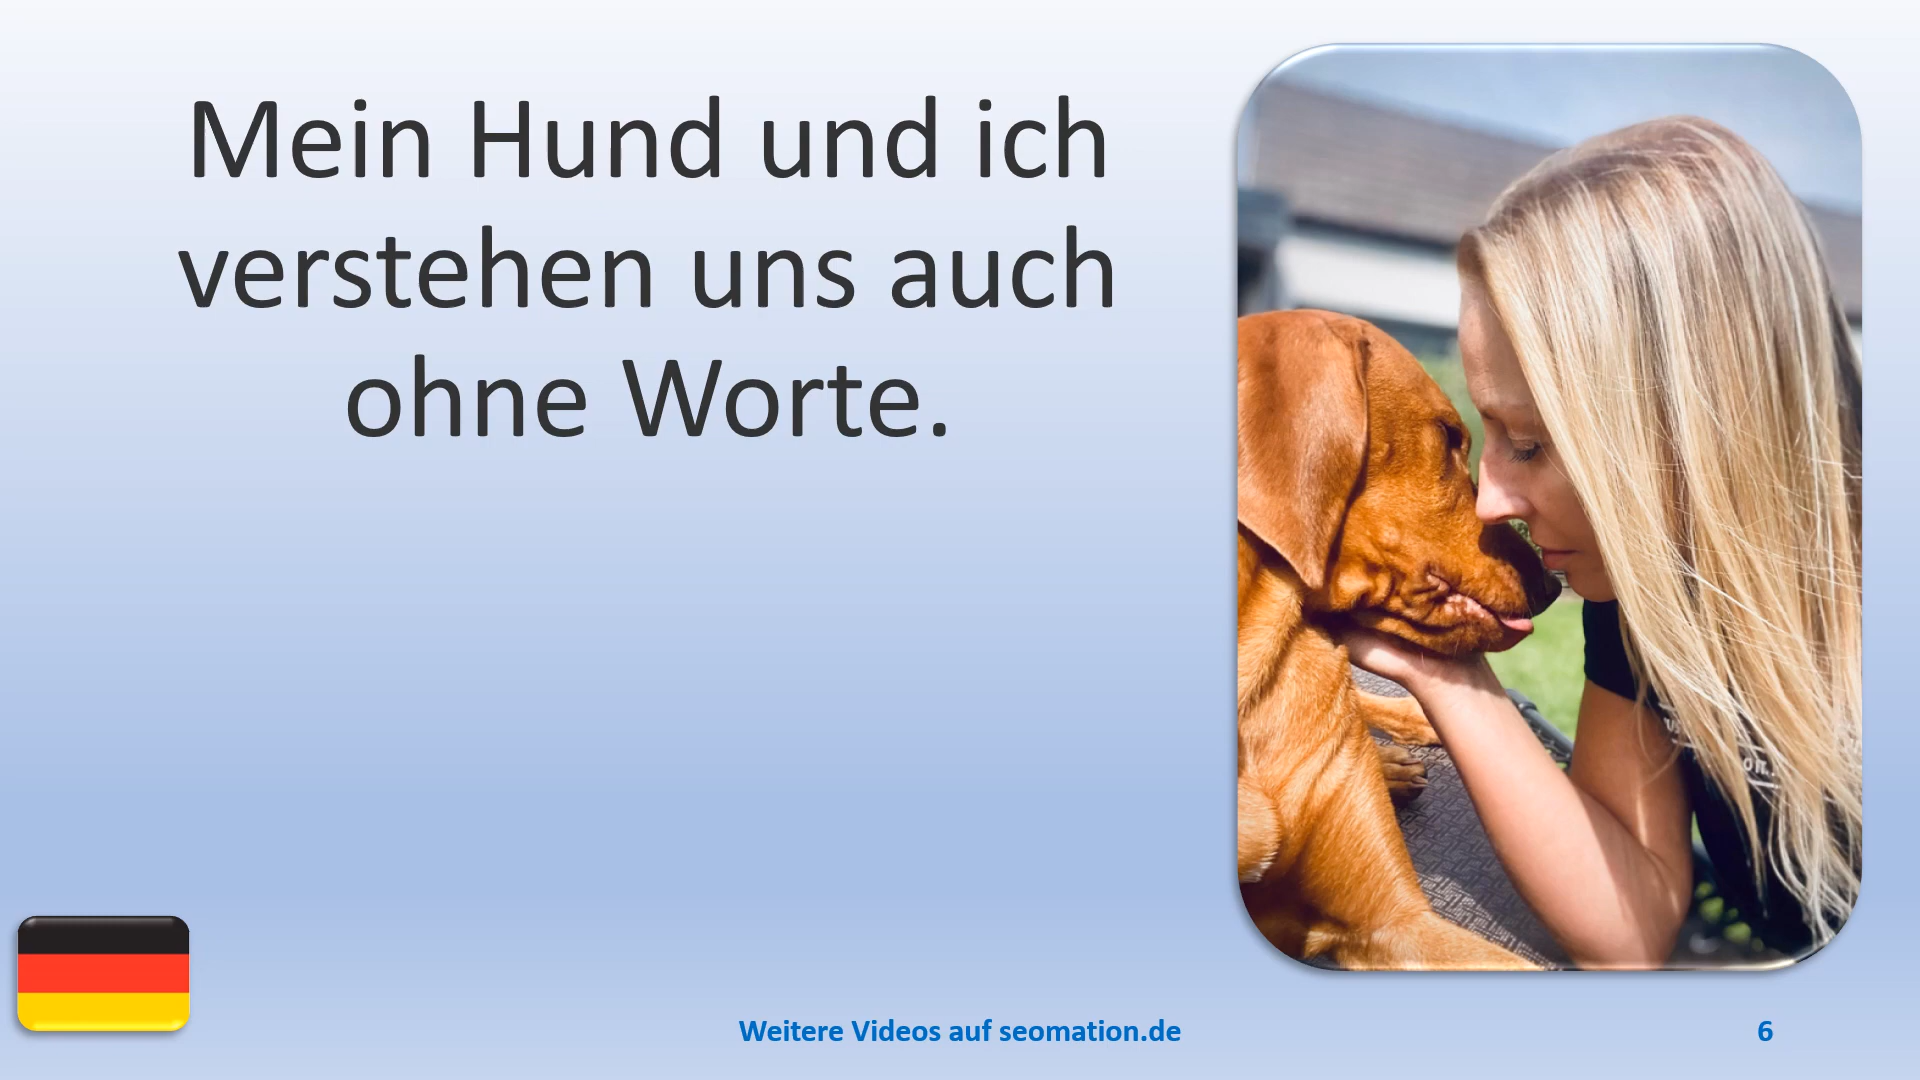 Mein Hund und ich
verstehen uns auch
ohne Worte.
Weitere Videos auf seomation.de
6